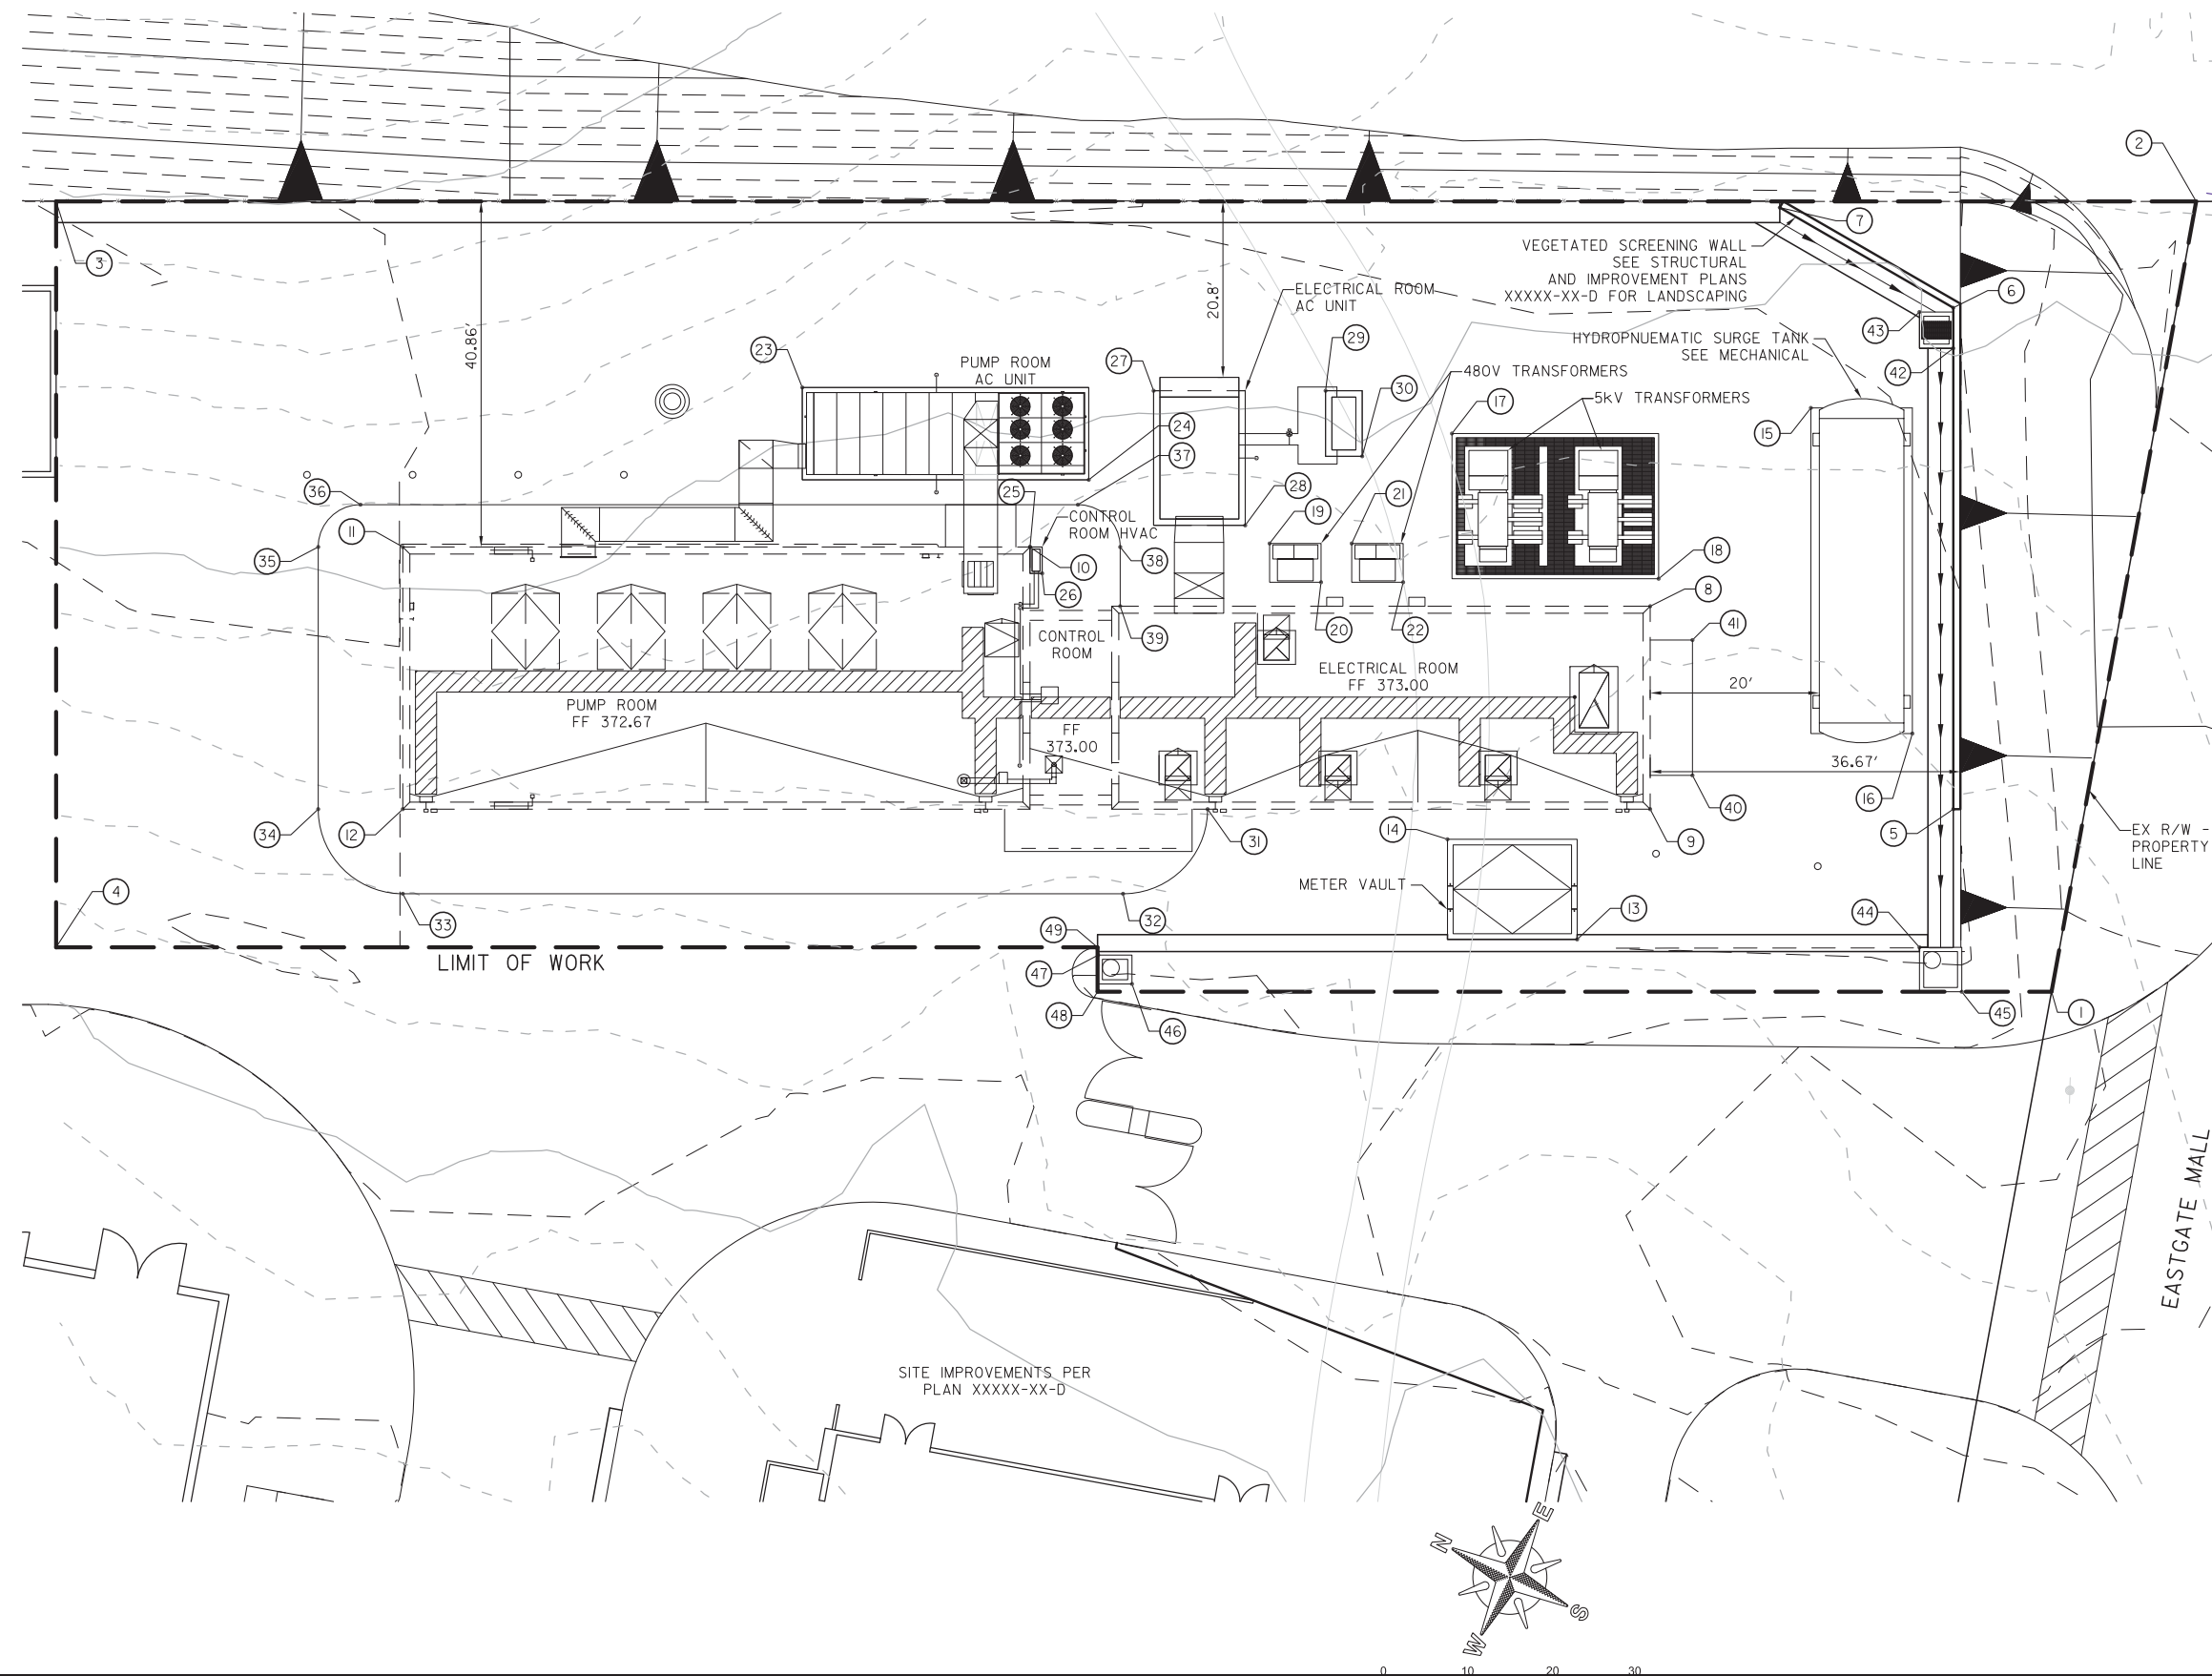 2
3
7
VEGETATED SCREENING WALL
SEE STRUCTURAL
AND IMPROVEMENT PLANS
XXXXX-XX-D FOR LANDSCAPING
6
ELECTRICAL ROOM
AC UNIT
20.8'
40.86'
43
HYDROPNUEMATIC SURGE TANK
SEE MECHANICAL
29
23
PUMP ROOM
AC UNIT
27
480V TRANSFORMERS
42
30
17
5kV TRANSFORMERS
24
15
37
36
25
28
21
19
CONTROL
ROOM HVAC
11
35
38
10
18
26
8
20
22
41
39
CONTROL
ROOM
ELECTRICAL ROOM
FF 373.00
20'
PUMP ROOM
FF 372.67
FF
373.00
36.67'
16
40
34
12
14
31
9
5
EX R/W -
PROPERTY
LINE
METER VAULT
4
33
32
13
44
49
LIMIT OF WORK
47
48
46
45
1
EASTGATE MALL
SITE IMPROVEMENTS PER
PLAN XXXXX-XX-D
E
N
S
W
0 10 20 30